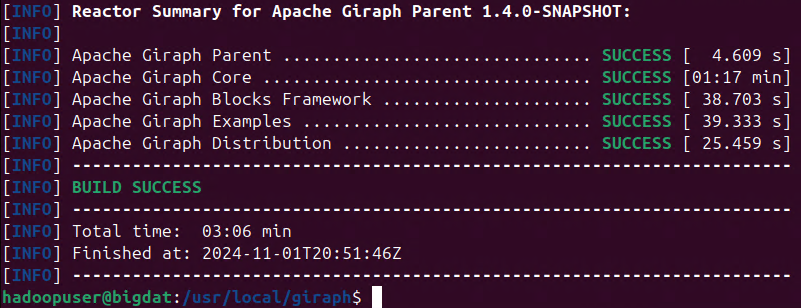 [INFO] Reactor Summary for Apache Giraph Parent 1.4.0-SNAPSHOT:
[INFO]
[INFO] Apache Giraph Parent ............................... SUCCESS [  4.609 s]
[INFO] Apache Giraph Core ................................. SUCCESS [01:17 min]
[INFO] Apache Giraph Blocks Framework ..................... SUCCESS [ 38.703 s]
[INFO] Apache Giraph Examples ............................. SUCCESS [ 39.333 s]
[INFO] Apache Giraph Distribution ......................... SUCCESS [ 25.459 s]
[INFO] ------------------------------------------------------------------------
[INFO] BUILD SUCCESS
[INFO] ------------------------------------------------------------------------
[INFO] Total time:  03:06 min
[INFO] Finished at: 2024-11-01T20:51:46Z
[INFO] ------------------------------------------------------------------------
hadoopuser@bigdat:/usr/local/giraph$